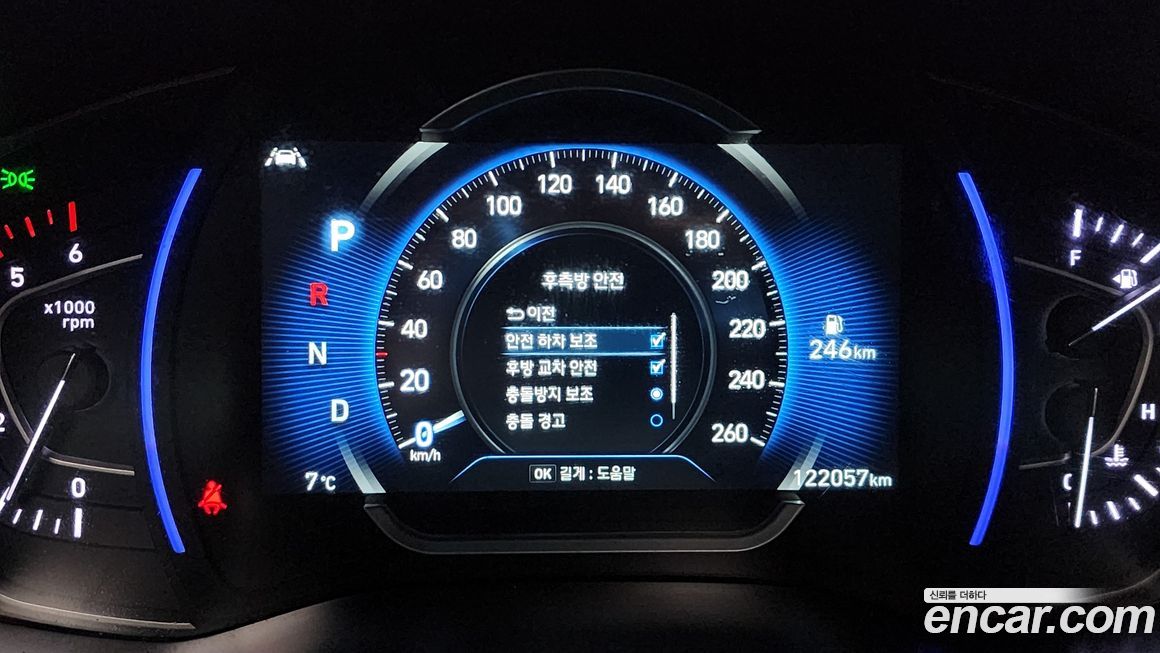 6
5
x1000
rpm
2
0
P
R
N
D
7℃
0
20
40
60
80
100
120
140
160
180
200
220
240
260
km/h
후측방 안전
이전
안전 하차 보조
후방 교차 안전
충돌방지 보조
충돌 경고
OK 길게 : 도움말
246km
122057km
F
H
C
신뢰를 더하다
encar.com